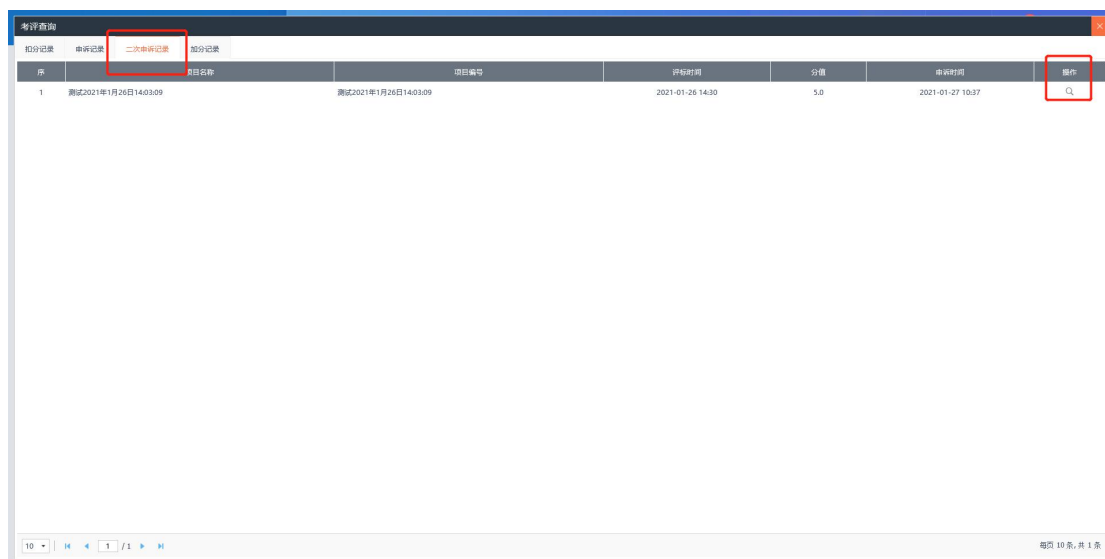 考评查询
扣分记录 申诉记录 二次申诉记录 加分记录
序 项目名称 项目编号 评标时间 分值 申诉时间 操作
1 测试2021年1月26日14:03:09 测试2021年1月26日14:03:09 2021-01-26 14:30 5.0 2021-01-27 10:37
10 1 / 1 每页 10 条, 共 1 条